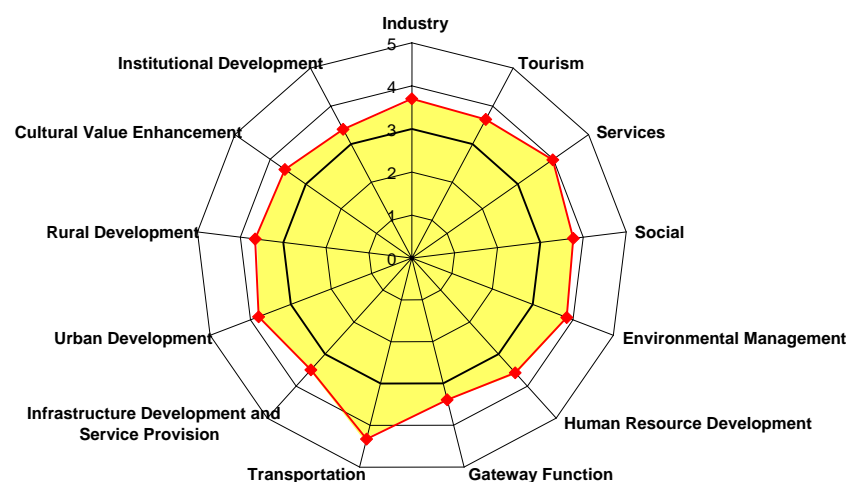 Industry
5
Institutional Development
Tourism
4
Cultural Value Enhancement
3
Services
2
1
Rural Development
Social
0
Urban Development
Environmental Management
Infrastructure Development and
Service Provision
Human Resource Development
Transportation
Gateway Function